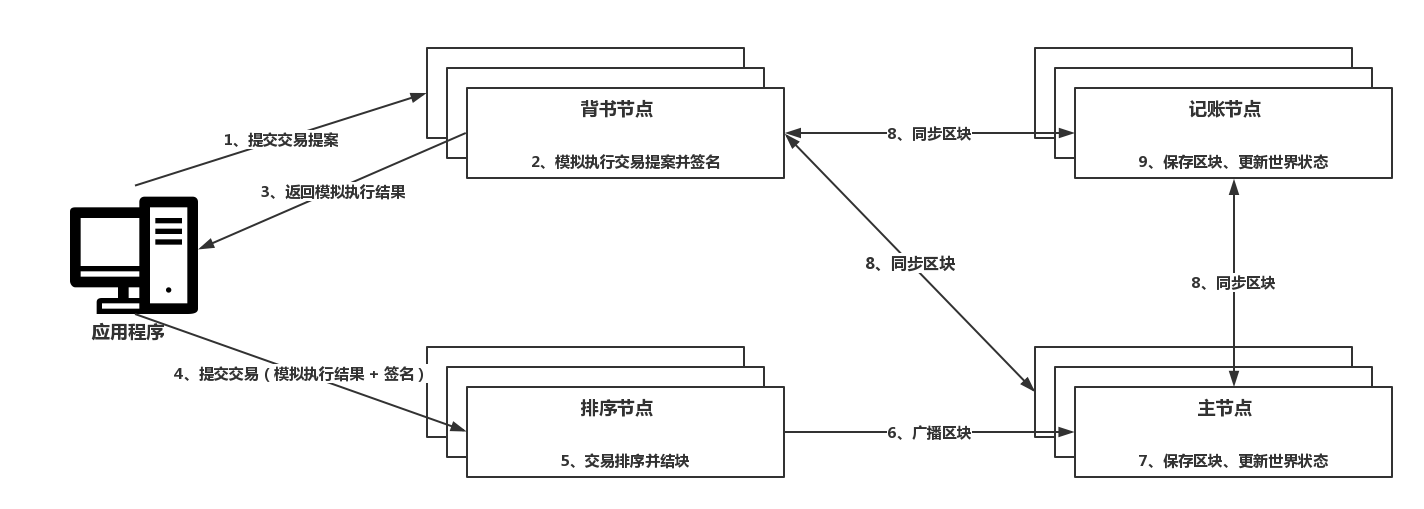 背书节点
记账节点
1、提交交易提案
8、同步区块
2、模拟执行交易提案并签名
9、保存区块、更新世界状态
3、返回模拟执行结果
8、同步区块
8、同步区块
应用程序
4、提交交易（模拟执行结果 + 签名）
排序节点
主节点
6、广播区块
5、交易排序并结块
7、保存区块、更新世界状态